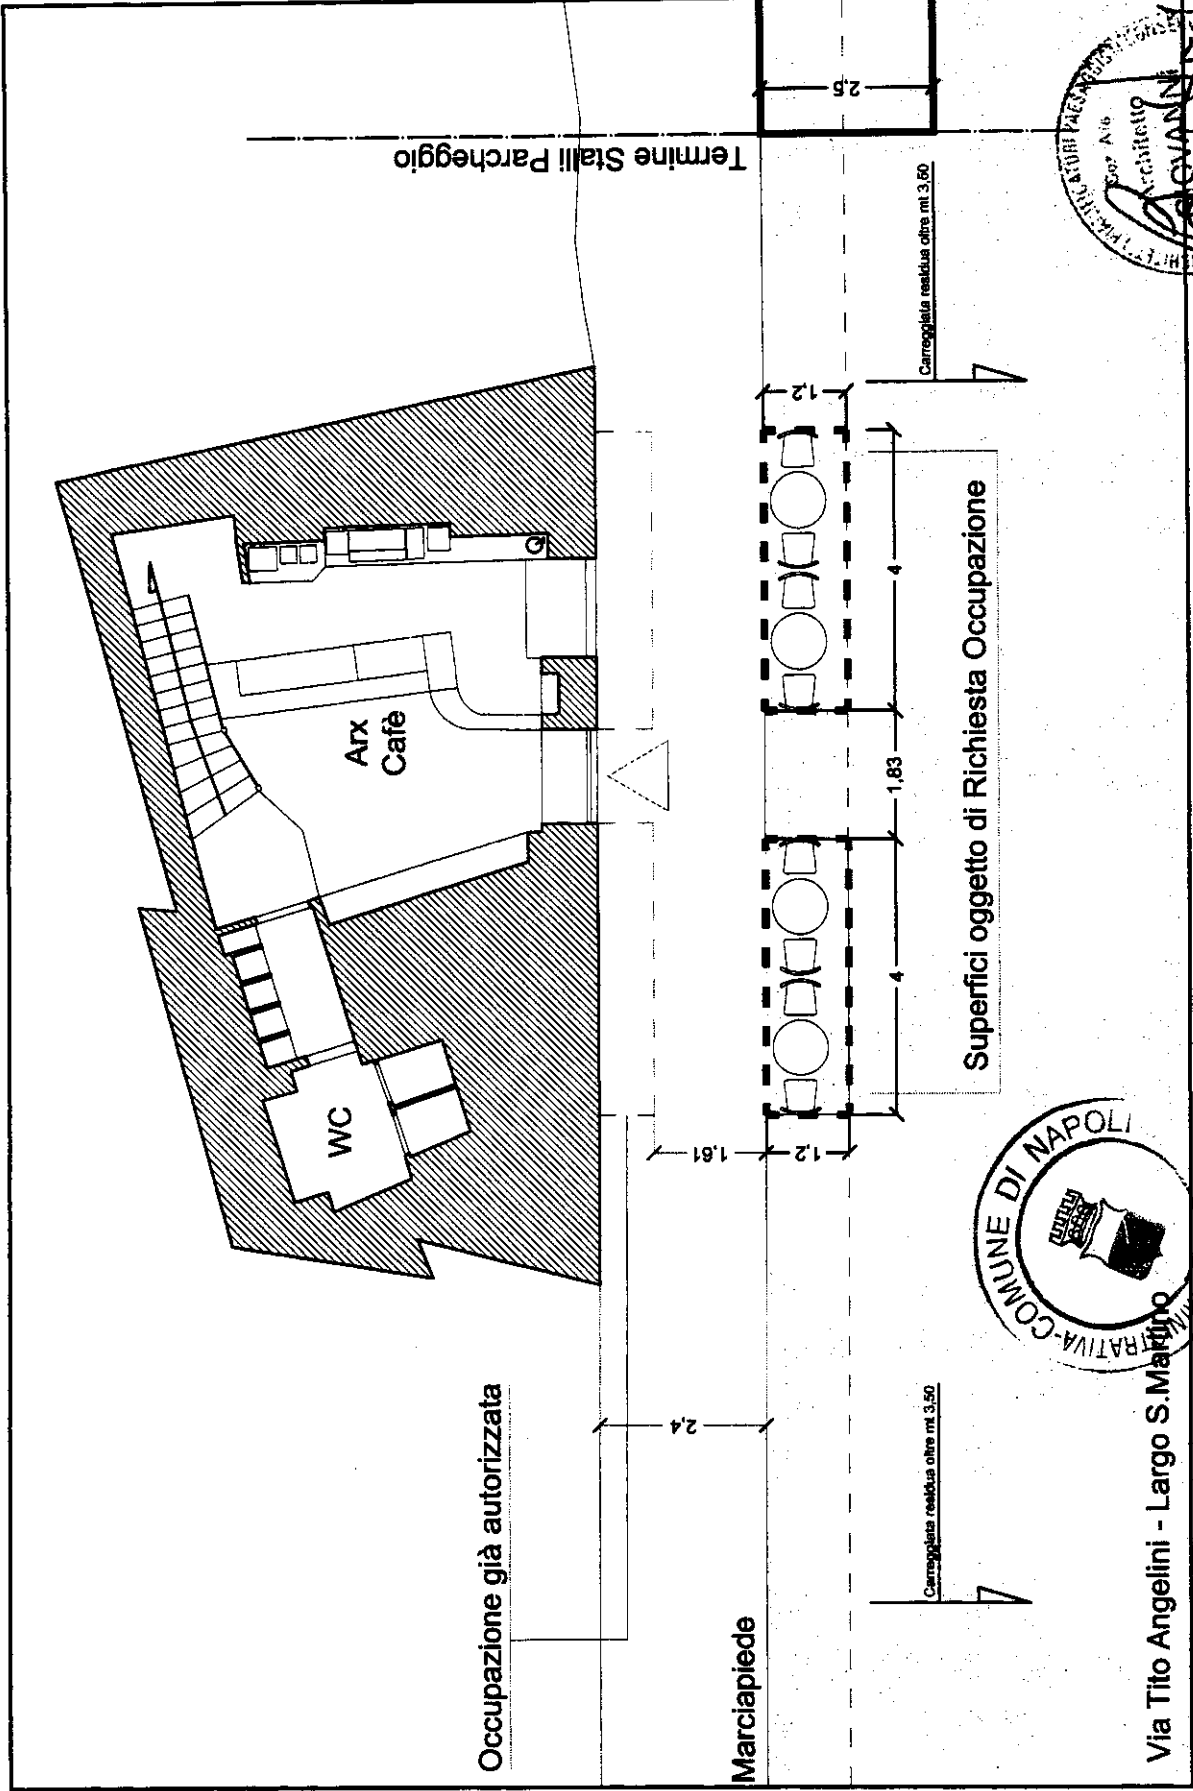 Occupazione già autorizzata
WC
Arx
Cafè
Termine Stalli Parcheggio
Marciapiede
2,4
1,61
1,2
1,2
2,5
4
1,83
4
Carreggiata residua oltre mt 3,50
Carreggiata residua oltre mt 3,50
Superfici oggetto di Richiesta Occupazione
Via Tito Angelini - Largo S.Martino
COMUNE DI NAPOLI
Architetto